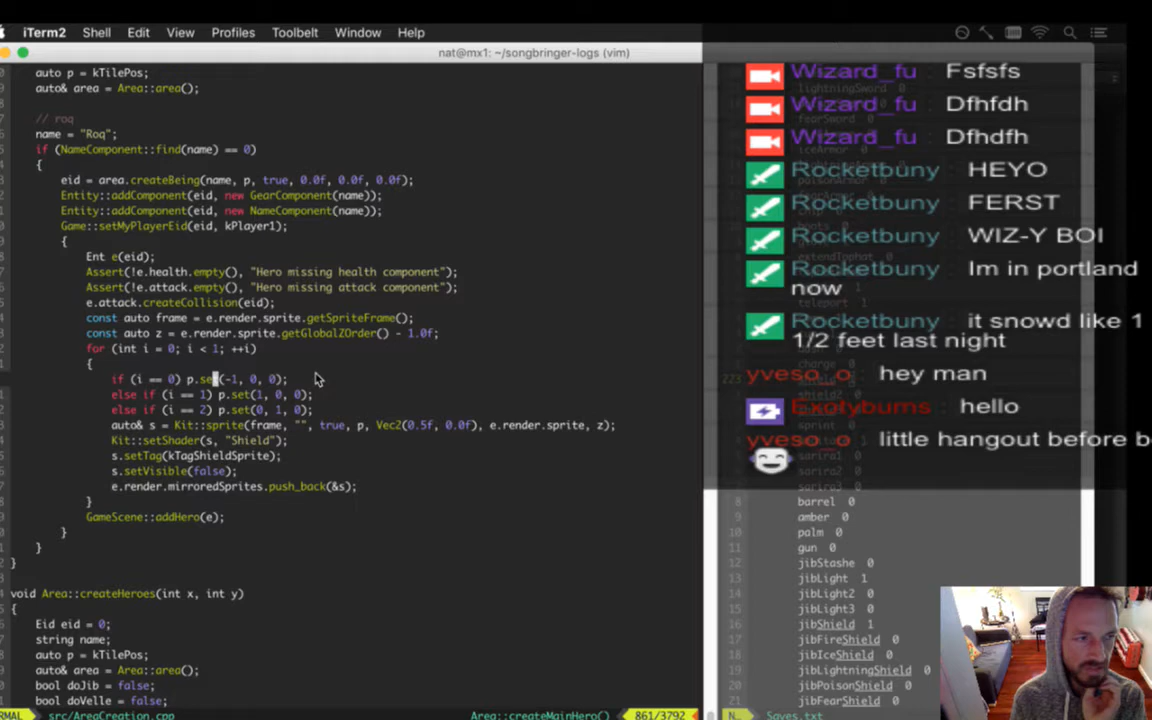 iTerm2 Shell Edit View Profiles Toolbelt Window Help
nat@mx1: ~/songbringer-logs (vim)
auto p = kTilePos;
auto& area = Area::area();
// roq
name = "Roq";
if (NameComponent::find(name) == 0)
{
eid = area.createBeing(name, p, true, 0.0f, 0.0f, 0.0f);
Entity::addComponent(eid, new GearComponent(name));
Entity::addComponent(eid, new NameComponent(name));
Game::setMyPlayerEid(eid, kPlayer1);
{
Ent e(eid);
Assert(!e.health.empty(), "Hero missing health component");
Assert(!e.attack.empty(), "Hero missing attack component");
e.attack.createCollision(eid);
const auto frame = e.render.sprite.getSpriteFrame();
const auto z = e.render.sprite.getGlobalZOrder() - 1.0f;
for (int i = 0; i < 1; ++i)
{
if (i == 0) p.set(-1, 0, 0);
else if (i == 1) p.set(1, 0, 0);
else if (i == 2) p.set(0, 1, 0);
auto& s = Kit::sprite(frame, "", true, p, Vec2(0.5f, 0.0f), e.render.sprite, z);
Kit::setShader(s, "Shield");
s.setTag(kTagShieldSprite);
s.setVisible(false);
e.render.mirroredSprites.push_back(&s);
}
GameScene::addHero(e);
}
}
}
void Area::createHeroes(int x, int y)
{
Eid eid = 0;
string name;
auto p = kTilePos;
auto& area = Area::area();
bool doJib = false;
bool doVelle = false;
RMAL src/AreaCreation.cpp Area::createMainHero() 861/3792
Wizard_fu : Fsfsfs
Wizard_fu : Dfhfdh
Wizard_fu : Dfhdfh
Rocketbuny : HEYO
Rocketbuny : FERST
Rocketbuny : WIZ-Y BOI
Rocketbuny : Im in portland
now
Rocketbuny : it snowd like 1
1/2 feet last night
yveso_o : hey man
Exotybums : hello
yveso_o : little hangout before b
8 barrel 0
9 amber 0
10 palm 0
11 gun 0
12 jibStashe 0
13 jibLight 1
14 jibLight2 0
15 jibLight3 0
16 jibShield 1
17 jibFireShield 0
18 jibIceShield 0
19 jibLightningShield 0
20 jibPoisonShield 0
21 jibFearShield 0
N… Saves.txt